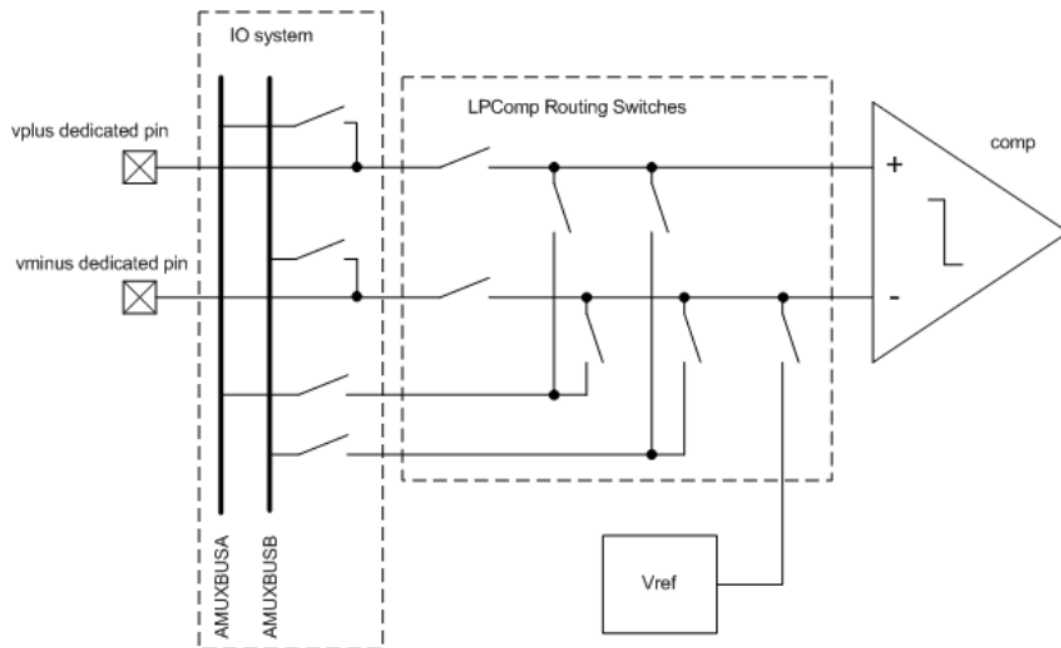 IO system
LPComp Routing Switches
vplus dedicated pin
comp
+
vminus dedicated pin
-
AMUXBUSA
AMUXBUSB
Vref